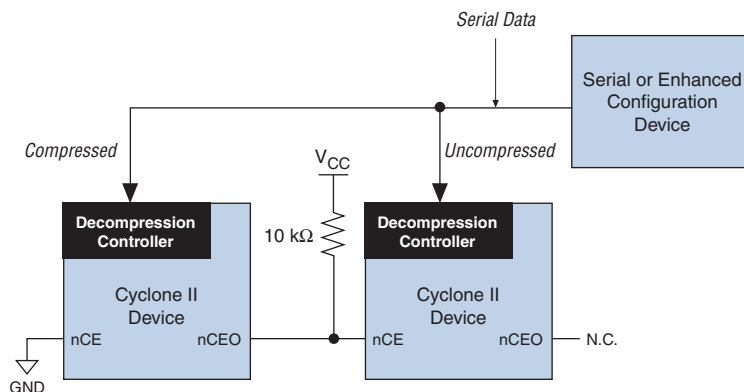 Serial Data
Serial or Enhanced
Configuration
Device
Compressed
Uncompressed
VCC
Decompression
Controller
10 kΩ
Decompression
Controller
Cyclone II
Device
Cyclone II
Device
nCE
nCEO
nCE
nCEO
N.C.
GND